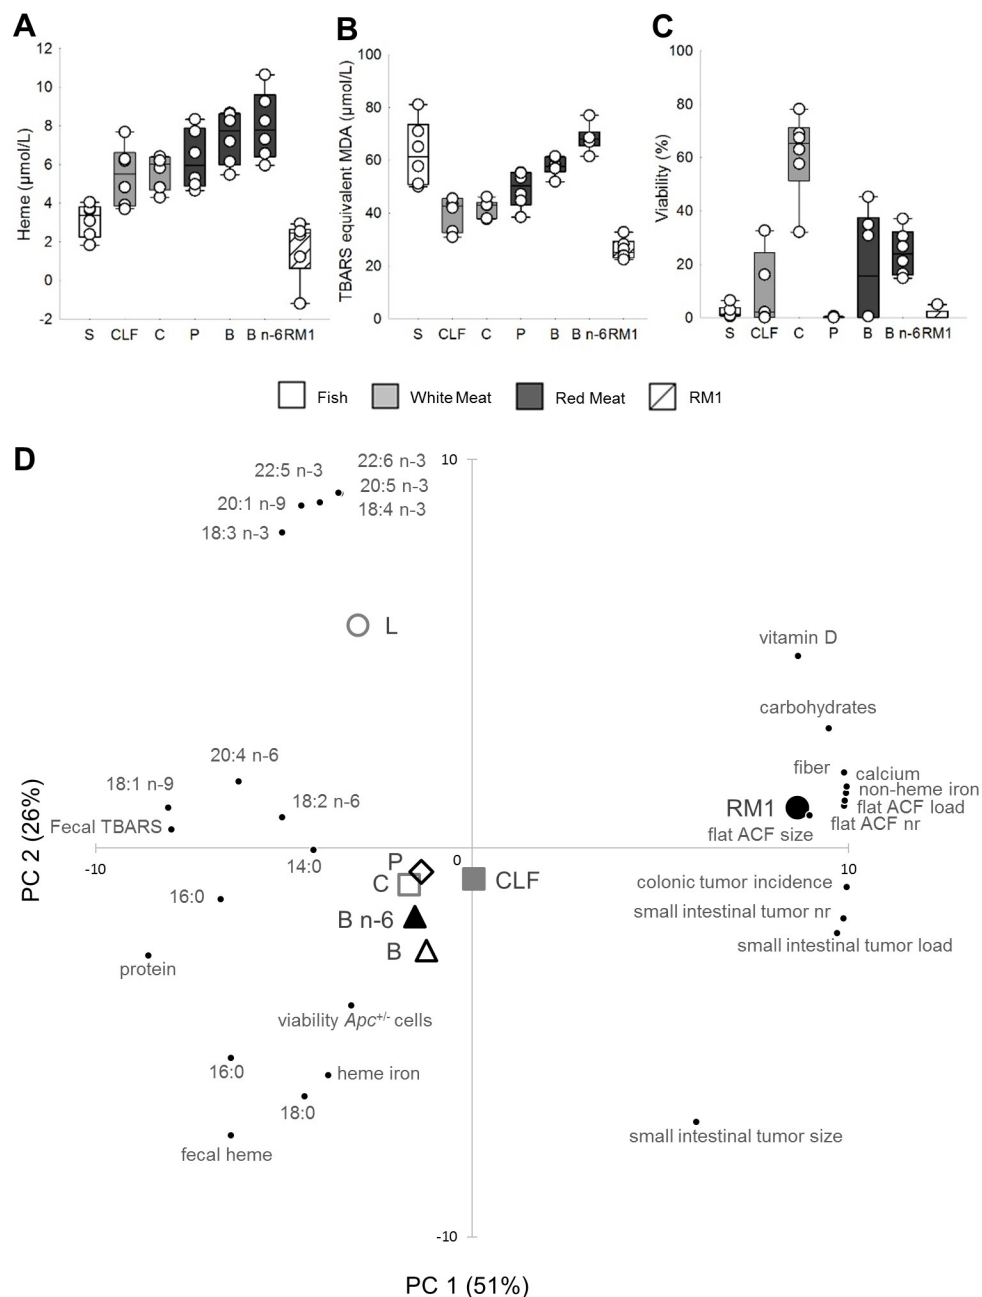 A
B
C
Heme (µmol/L)
12
10
8
6
4
2
0
-2
S CLF C P B B n-6 RM1
TBARS equivalent MDA (µmol/L)
100
80
60
40
20
0
S CLF C P B B n-6 RM1
Viability (%)
100
80
60
40
20
0
S CLF C P B B n-6 RM1
Fish White Meat Red Meat RM1
D
10
22:6 n-3
22:5 n-3
20:5 n-3
20:1 n-9
18:4 n-3
18:3 n-3
L
vitamin D
carbohydrates
20:4 n-6
fiber
calcium
18:1 n-9
non-heme iron
18:2 n-6
RM1
flat ACF load
Fecal TBARS
flat ACF nr
flat ACF size
PC 2 (26%)
-10
14:0
P
0
10
C
CLF
colonic tumor incidence
16:0
small intestinal tumor nr
B n-6
small intestinal tumor load
B
protein
viability Apc+/- cells
16:0
heme iron
18:0
small intestinal tumor size
fecal heme
-10
PC 1 (51%)